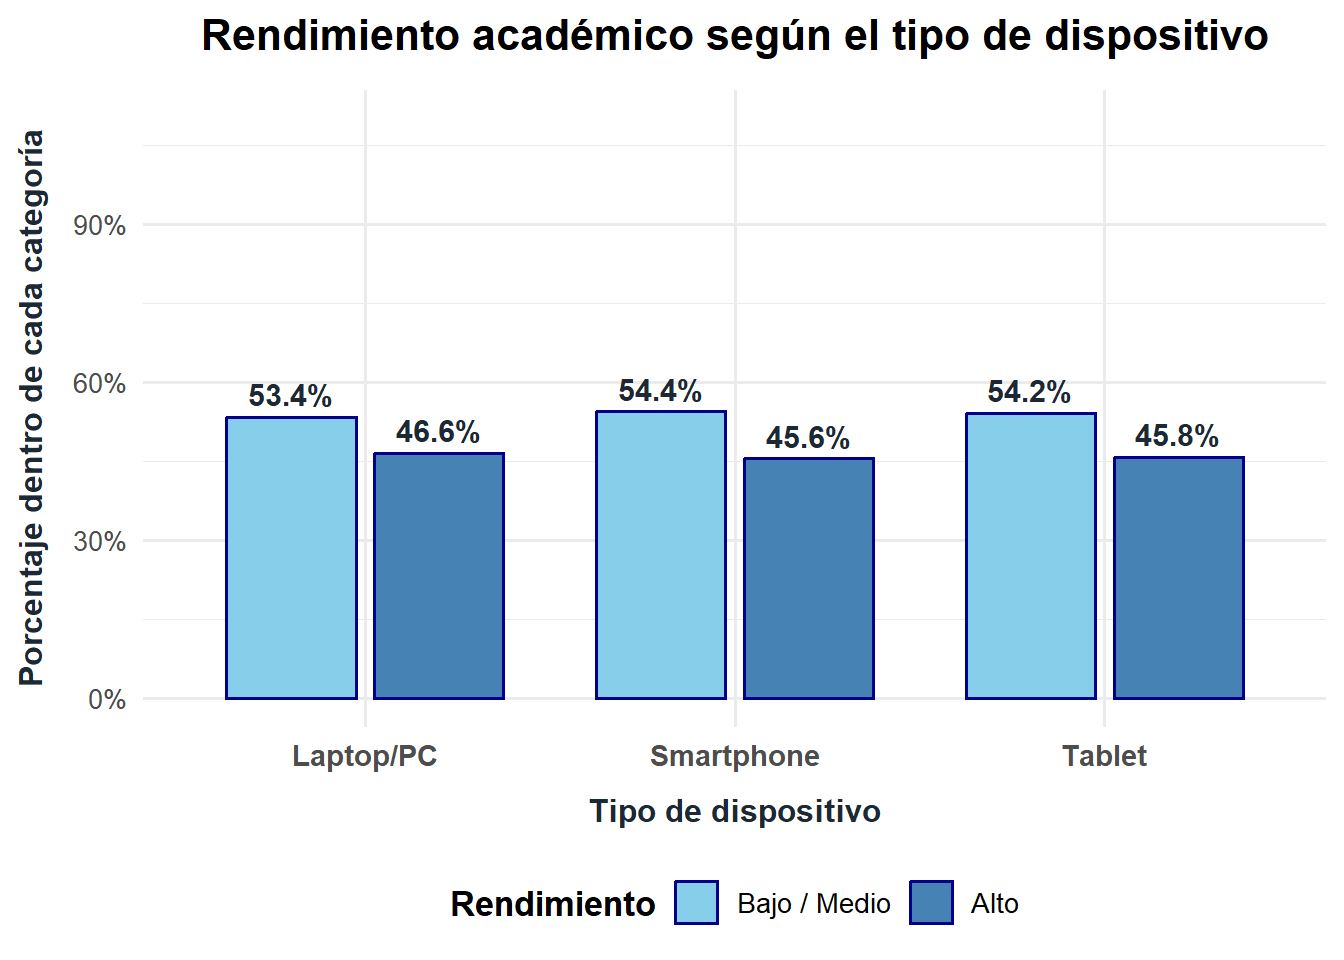 Rendimiento académico según el tipo de dispositivo
Porcentaje dentro de cada categoría
90%
60%
30%
0%
53.4%
46.6%
54.4%
45.6%
54.2%
45.8%
Laptop/PC
Smartphone
Tablet
Tipo de dispositivo
Rendimiento
Bajo / Medio
Alto